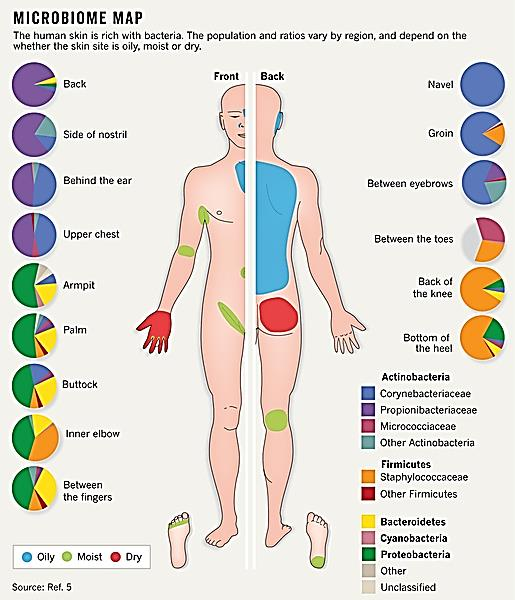 MICROBIOME MAP
The human skin is rich with bacteria. The population and ratios vary by region, and depend on the
whether the skin site is oily, moist or dry.
Front
Back
Back
Side of nostril
Behind the ear
Upper chest
Armpit
Palm
Buttock
Inner elbow
Between
the fingers
Navel
Groin
Between eyebrows
Between the toes
Back of
the knee
Bottom of
the heel
Actinobacteria
Corynebacteriaceae
Propionibacteriaceae
Micrococciaceae
Other Actinobacteria
Firmicutes
Staphylococcaceae
Other Firmicutes
Bacteroidetes
Cyanobacteria
Proteobacteria
Other
Unclassified
Oily
Moist
Dry
Source: Ref. 5